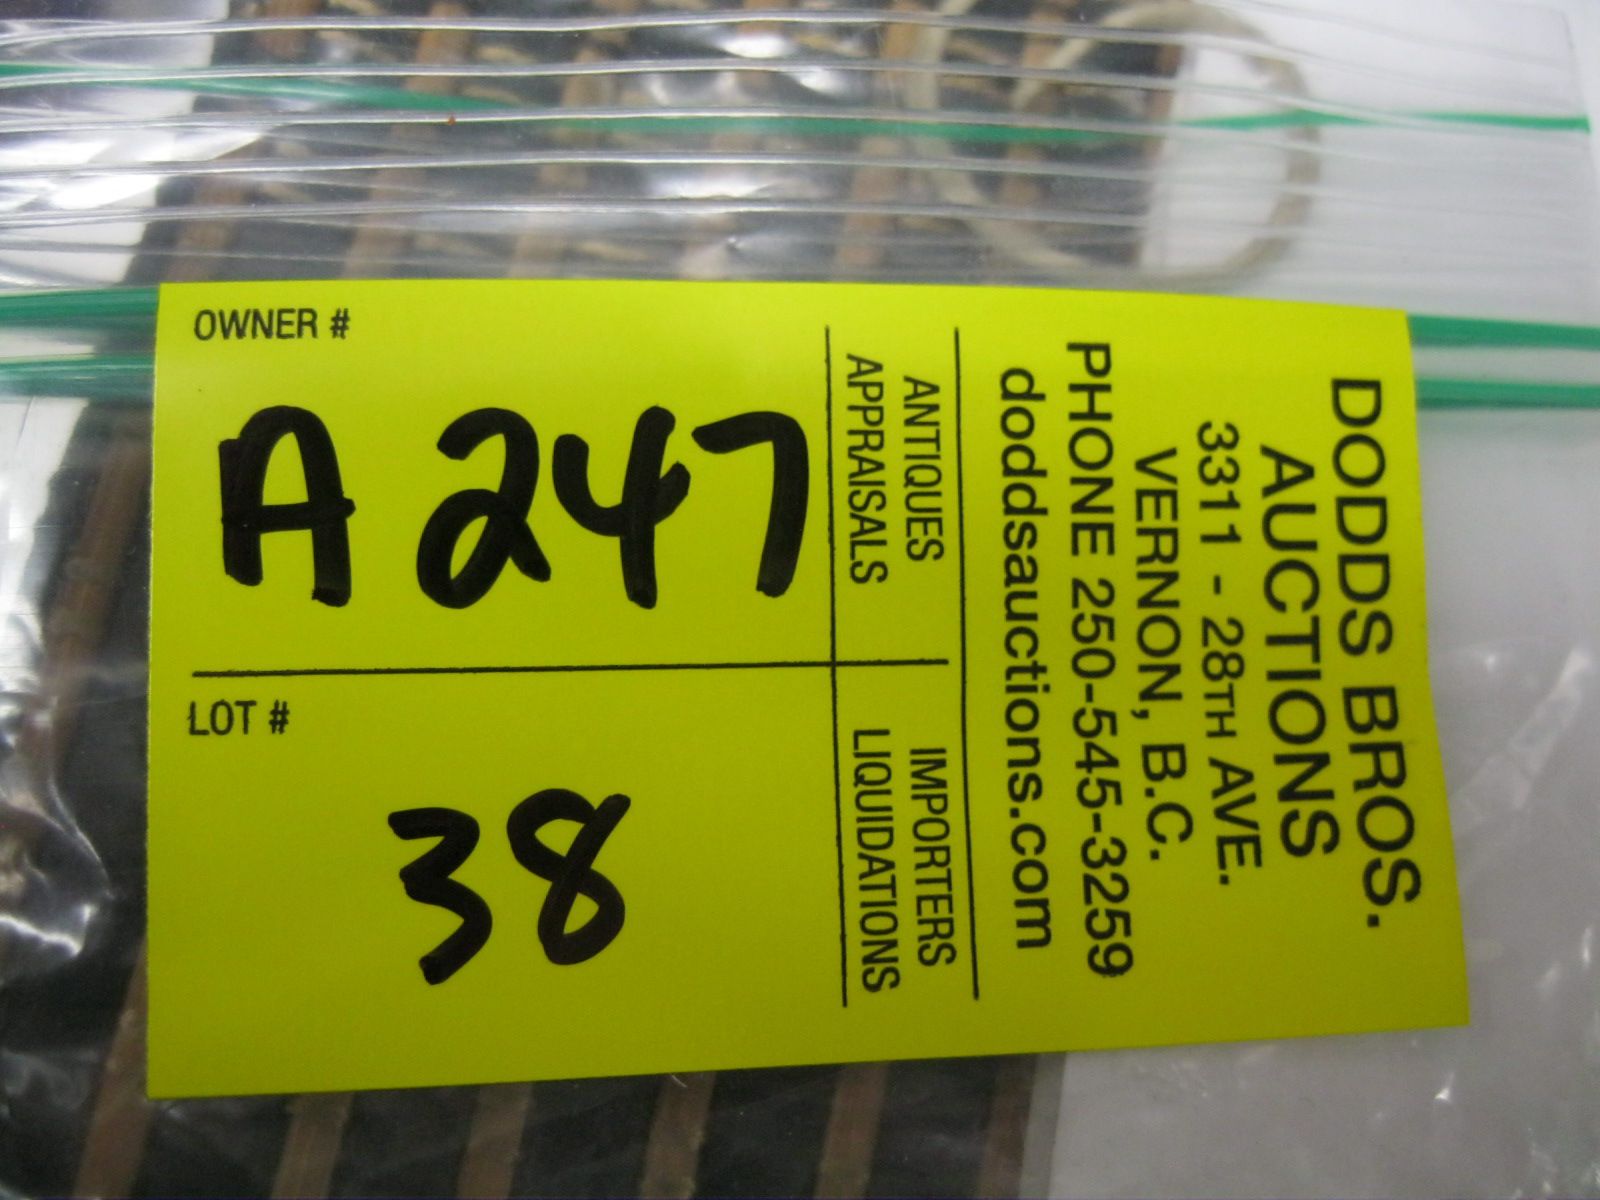 OWNER #
A 247
LOT #
38
ANTIQUES
APPRAISALS
IMPORTERS
LIQUIDATIONS
DODDS BROS.
AUCTIONS
3311 - 28TH AVE.
VERNON, B.C.
PHONE 250-545-3259
doddsauctions.com